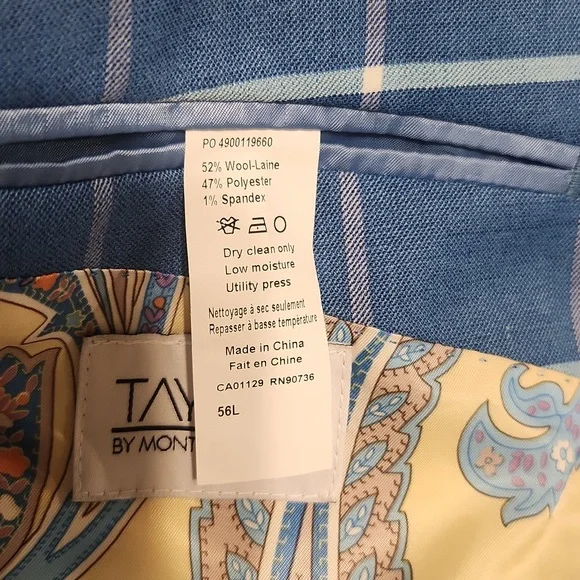 PO 4900119660
52% Wool-Laine
47% Polyester
1% Spandex
Dry clean only
Low moisture
Utility press
Nettoyage à sec seulement
Repasser à basse température
Made in China
Fait en Chine
CA01129 RN90736
56L
TAY
BY MONT